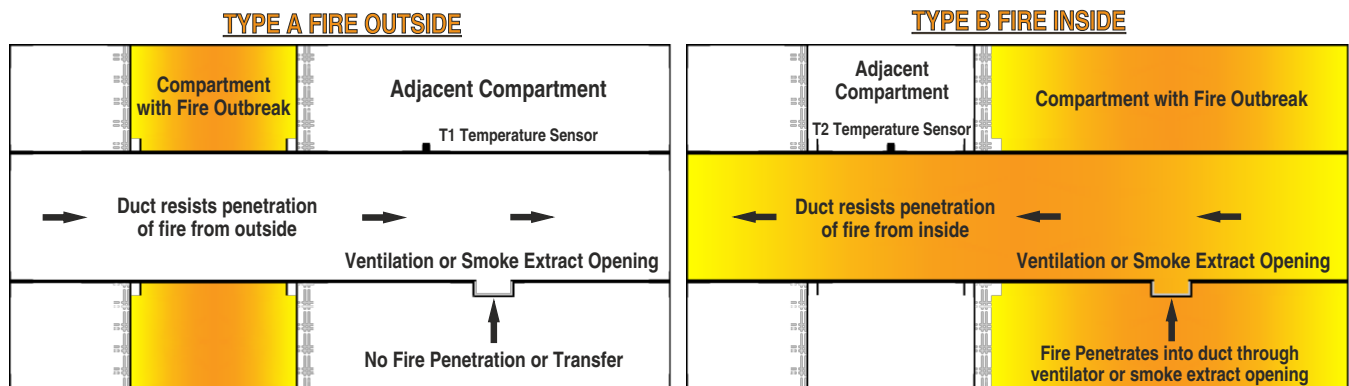 TYPE A FIRE OUTSIDE
Compartment
with Fire Outbreak
Adjacent Compartment
T1 Temperature Sensor
Duct resists penetration
of fire from outside
Ventilation or Smoke Extract Opening
No Fire Penetration or Transfer
TYPE B FIRE INSIDE
Adjacent
Compartment
Compartment with Fire Outbreak
T2 Temperature Sensor
Duct resists penetration
of fire from inside
Ventilation or Smoke Extract Opening
Fire Penetrates into duct through
ventilator or smoke extract opening